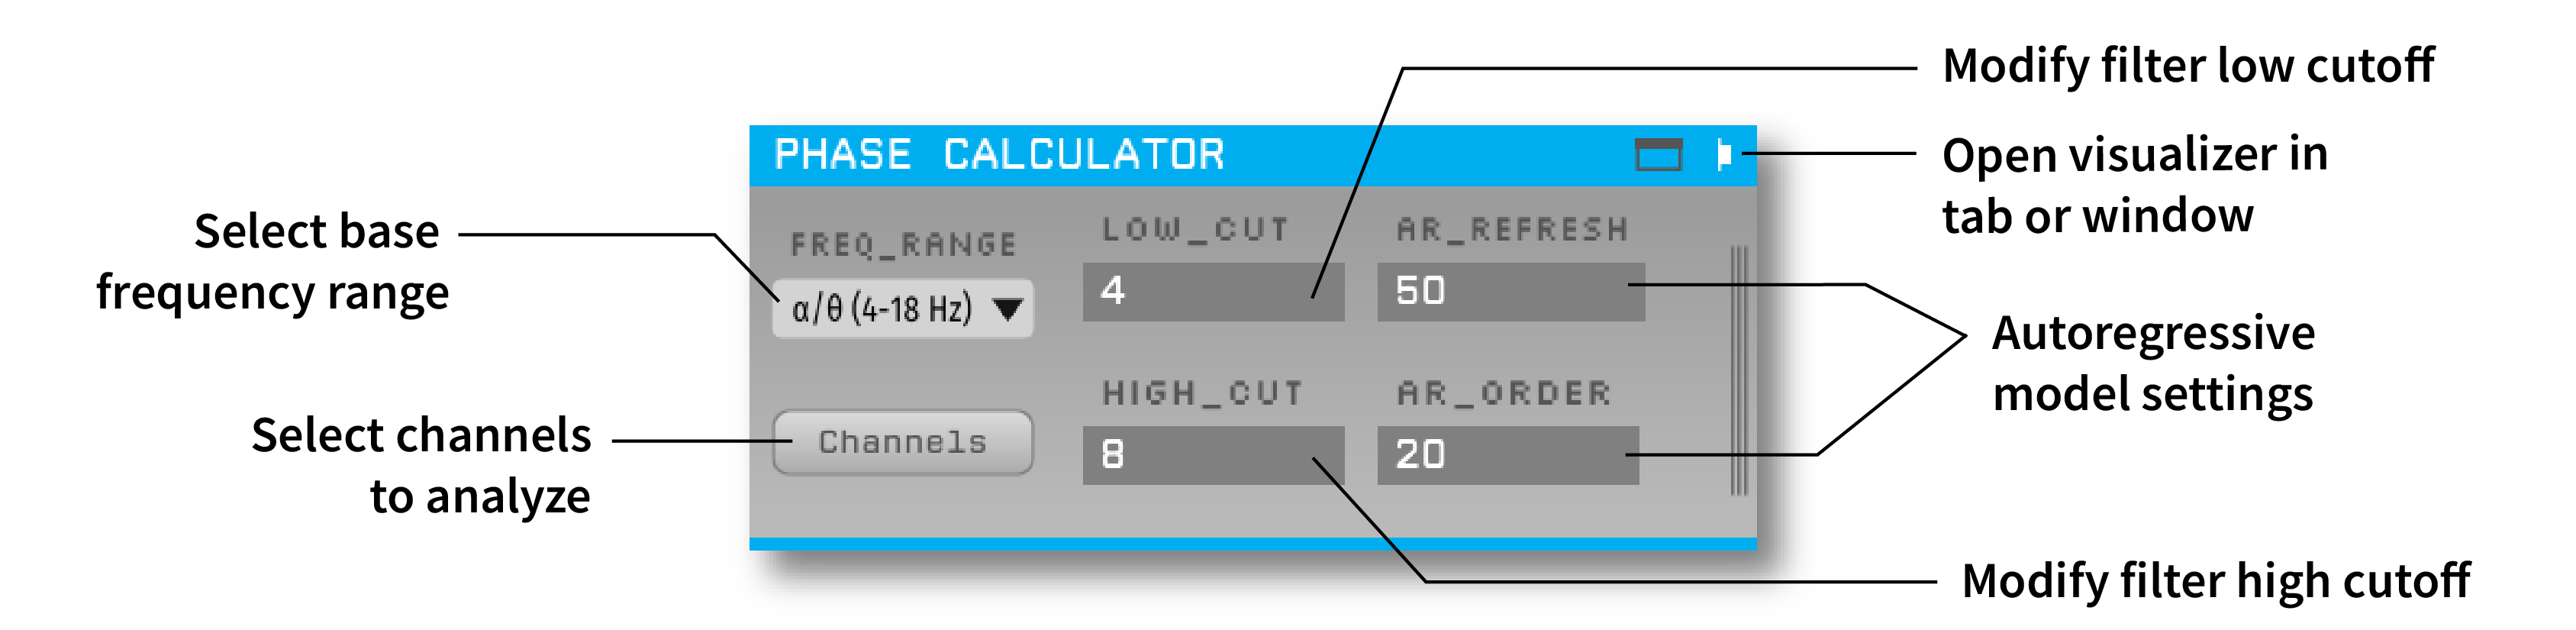 Modify filter low cutoff
PHASE CALCULATOR
Open visualizer in
tab or window
Select base
frequency range
FREQ_RANGE
α/θ (4-18 Hz)
LOW_CUT
4
AR_REFRESH
50
Autoregressive
model settings
Select channels
to analyze
Channels
HIGH_CUT
8
AR_ORDER
20
Modify filter high cutoff